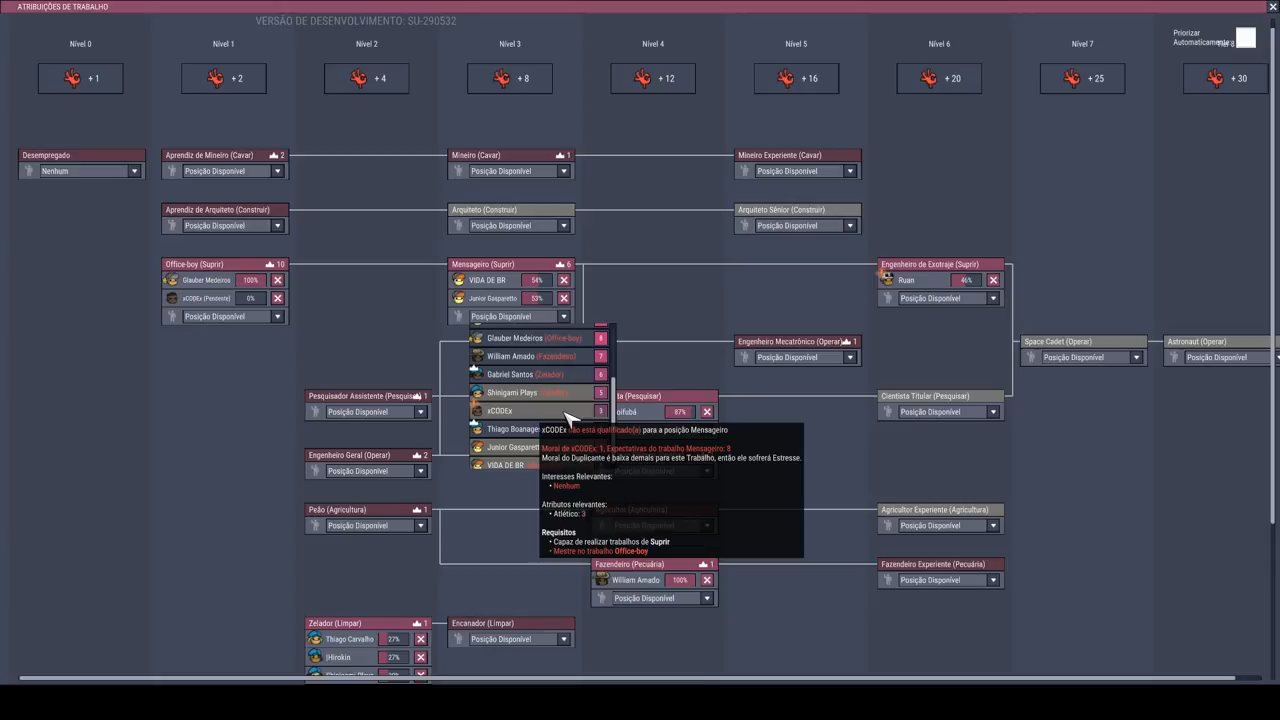 ATRIBUIÇÕES DE TRABALHO
VERSÃO DE DESENVOLVIMENTO: SU-290532
Nível 0
Nível 1
Nível 2
Nível 3
Nível 4
Nível 5
Nível 6
Nível 7
Priorizar
Automaticamente
Tier 8
+ 1
+ 2
+ 4
+ 8
+ 12
+ 16
+ 20
+ 25
+ 30
Desempregado
Nenhum
Aprendiz de Mineiro (Cavar) 2
Posição Disponível
Mineiro (Cavar) 1
Posição Disponível
Mineiro Experiente (Cavar)
Posição Disponível
Aprendiz de Arquiteto (Construir)
Posição Disponível
Arquiteto (Construir)
Posição Disponível
Arquiteto Sênior (Construir)
Posição Disponível
Office-boy (Suprir) 10
Glauber Medeiros 100%
xCODEx (Pendente) 0%
Posição Disponível
Mensageiro (Suprir) 6
VIDA DE BR 54%
Junior Gasparetto 53%
Posição Disponível
Engenheiro de Exotraje (Suprir)
Ruan 46%
Posição Disponível
Glauber Medeiros (Office-boy) 8
William Amado (Fazendeiro) 7
Gabriel Santos (Zelador) 6
Shinigami Plays 5
xCODEx 3
Thiago Boanage
Junior Gasparett
VIDA DE BR
Engenheiro Mecatrônico (Operar) 1
Posição Disponível
Space Cadet (Operar)
Posição Disponível
Astronaut (Operar)
Posição Disponível
Pesquisador Assistente (Pesquis 1
Posição Disponível
ta (Pesquisar)
oifubá 87%
Cientista Titular (Pesquisar)
Posição Disponível
xCODEx não está qualificado(a) para a posição Mensageiro
Moral de xCODEx: 1, Expectativas do trabalho Mensageiro: 8
Moral do Duplicante é baixa demais para este Trabalho, então ele sofrerá Estresse.
Interesses Relevantes:
• Nenhum
Atributos relevantes:
• Atlético: 3
Requisitos
• Capaz de realizar trabalhos de Suprir
• Mestre no trabalho Office-boy
Engenheiro Geral (Operar) 2
Posição Disponível
Peão (Agricultura) 1
Posição Disponível
Agricultor (Agricultura)
Posição Disponível
Agricultor Experiente (Agricultura)
Posição Disponível
Fazendeiro (Pecuária) 1
William Amado 100%
Posição Disponível
Fazendeiro Experiente (Pecuária)
Posição Disponível
Zelador (Limpar) 1
Thiago Carvalho 27%
|Hirokin 27%
Shinigami Plays
Encanador (Limpar)
Posição Disponível